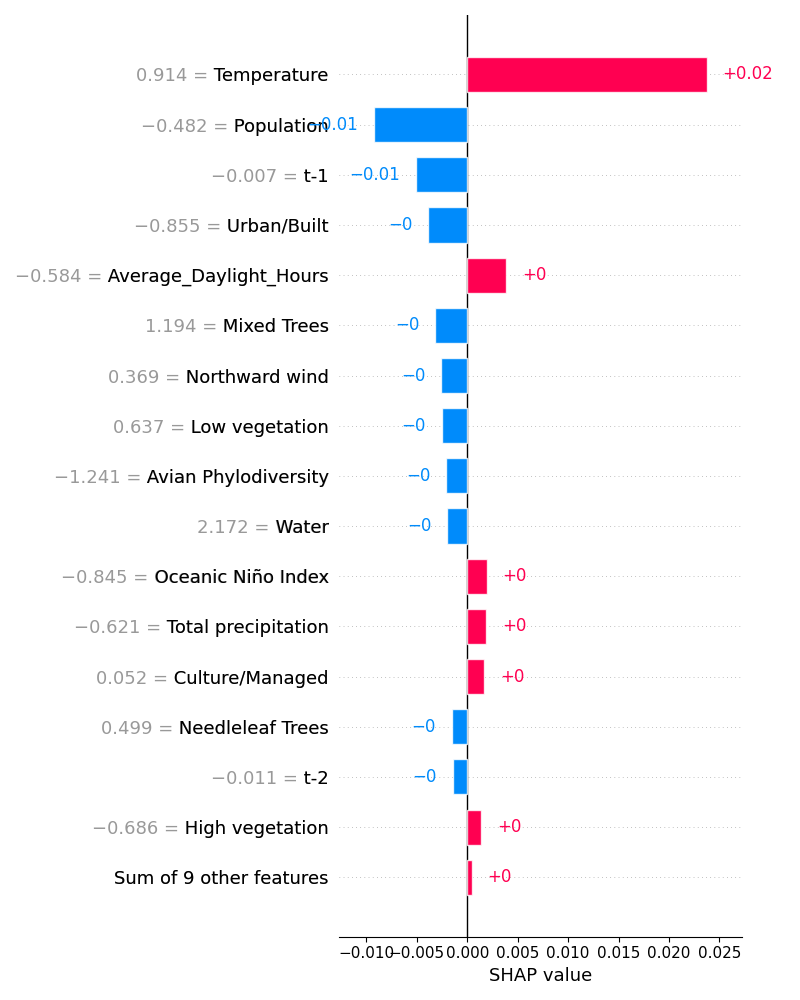 0.914 = Temperature +0.02
−0.482 = Population −0.01
−0.007 = t-1 −0.01
−0.855 = Urban/Built −0
−0.584 = Average_Daylight_Hours +0
1.194 = Mixed Trees −0
0.369 = Northward wind −0
0.637 = Low vegetation −0
−1.241 = Avian Phylodiversity −0
2.172 = Water −0
−0.845 = Oceanic Niño Index +0
−0.621 = Total precipitation +0
0.052 = Culture/Managed +0
0.499 = Needleleaf Trees −0
−0.011 = t-2 −0
−0.686 = High vegetation +0
Sum of 9 other features +0
−0.010 −0.005 0.000 0.005 0.010 0.015 0.020 0.025
SHAP value